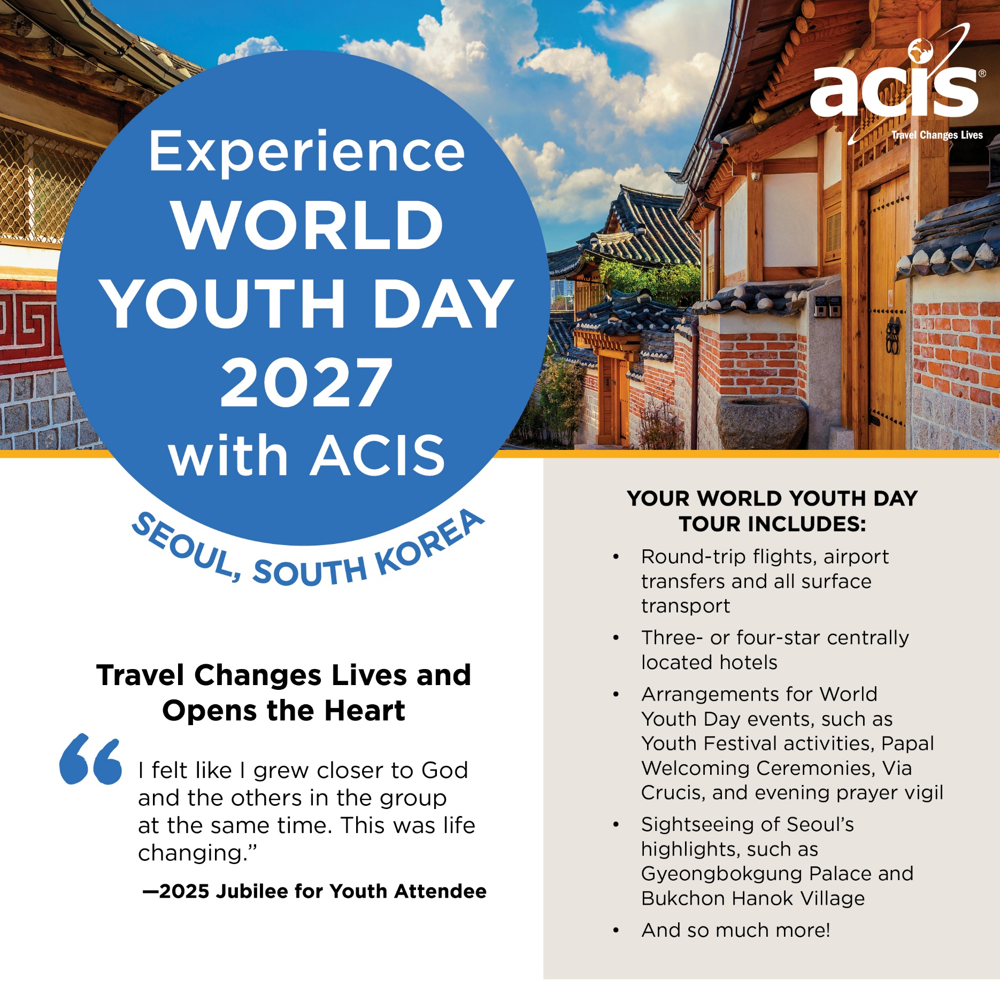 acis®
Travel Changes Lives
Experience
WORLD
YOUTH DAY
2027
with ACIS
SEOUL, SOUTH KOREA
Travel Changes Lives and
Opens the Heart
“ I felt like I grew closer to God
and the others in the group
at the same time. This was life
changing.”
—2025 Jubilee for Youth Attendee
YOUR WORLD YOUTH DAY
TOUR INCLUDES:
• Round-trip flights, airport
transfers and all surface
transport
• Three- or four-star centrally
located hotels
• Arrangements for World
Youth Day events, such as
Youth Festival activities, Papal
Welcoming Ceremonies, Via
Crucis, and evening prayer vigil
• Sightseeing of Seoul’s
highlights, such as
Gyeongbokgung Palace and
Bukchon Hanok Village
• And so much more!